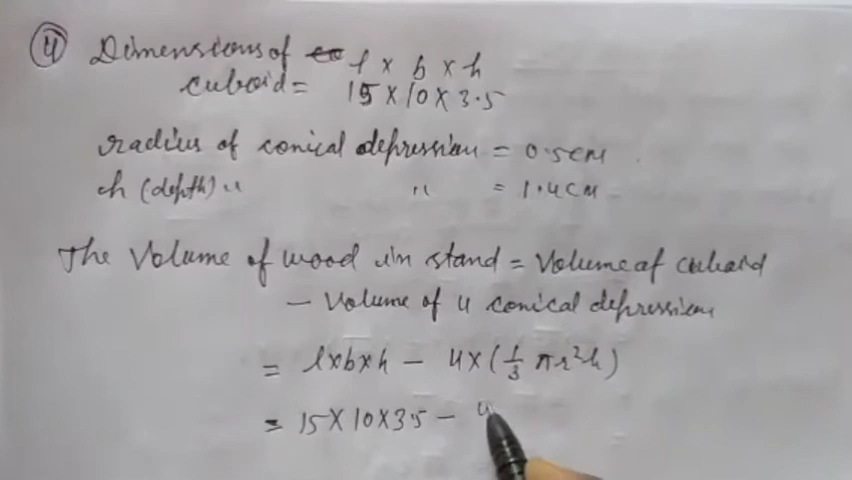 ④ Dimensions of l × b × h
cuboid = 15 × 10 × 3.5
radius of conical depression = 0.5cm
h (depth) " " = 1.4cm
The Volume of wood in stand = Volume of cuboid
- Volume of 4 conical depression
= l×b×h - 4×(1/3 πr²h)
= 15×10×3.5 - 4